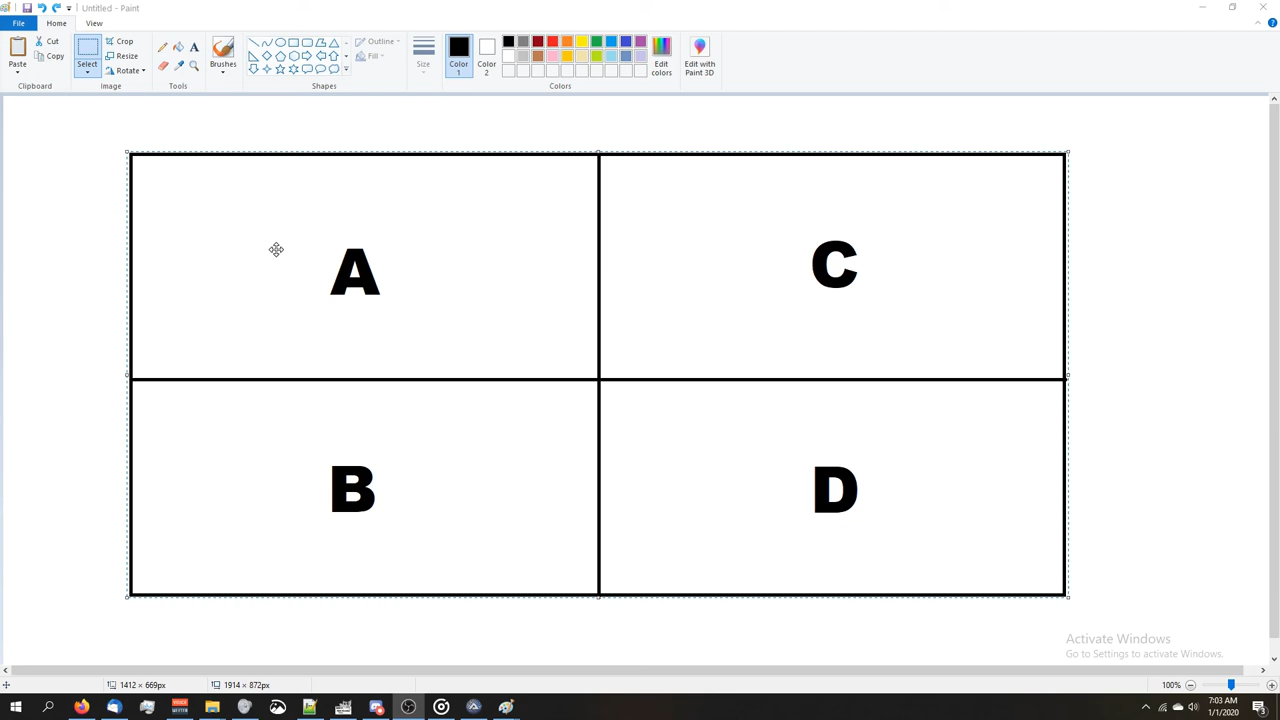 Untitled - Paint
File Home View
Paste
Cut
Copy
Clipboard
Select
Crop
Resize
Rotate
Image
A
Tools
Brushes
Outline
Fill
Shapes
Size
Color 1
Color 2
Edit colors
Colors
Edit with Paint 3D
A
C
B
D
Activate Windows
Go to Settings to activate Windows.
1412 × 669px 1914 × 872px 100%
7:03 AM
1/1/2020